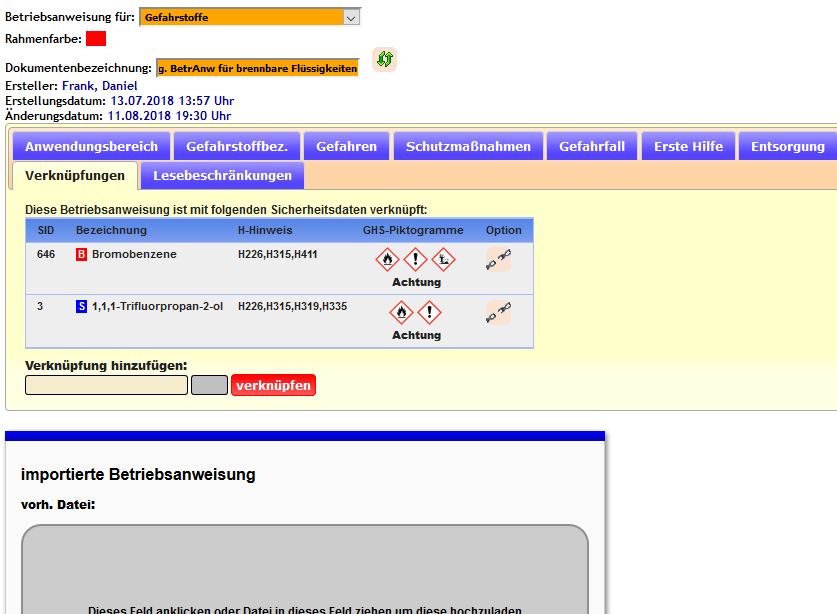 Betriebsanweisung für: Gefahrstoffe
Rahmenfarbe:
Dokumentenbezeichnung: g. BetrAnw für brennbare Flüssigkeiten
Ersteller: Frank, Daniel
Erstellungsdatum: 13.07.2018 13:57 Uhr
Änderungsdatum: 11.08.2018 19:30 Uhr
Anwendungsbereich Gefahrstoffbez. Gefahren Schutzmaßnahmen Gefahrfall Erste Hilfe Entsorgung
Verknüpfungen Lesebeschränkungen
Diese Betriebsanweisung ist mit folgenden Sicherheitsdaten verknüpft:
SID Bezeichnung H-Hinweis GHS-Piktogramme Option
646 B Bromobenzene H226,H315,H411
Achtung
3 S 1,1,1-Trifluorpropan-2-ol H226,H315,H319,H335
Achtung
Verknüpfung hinzufügen:
verknüpfen
importierte Betriebsanweisung
vorh. Datei:
Dieses Feld anklicken oder Datei in dieses Feld ziehen um diese hochzuladen